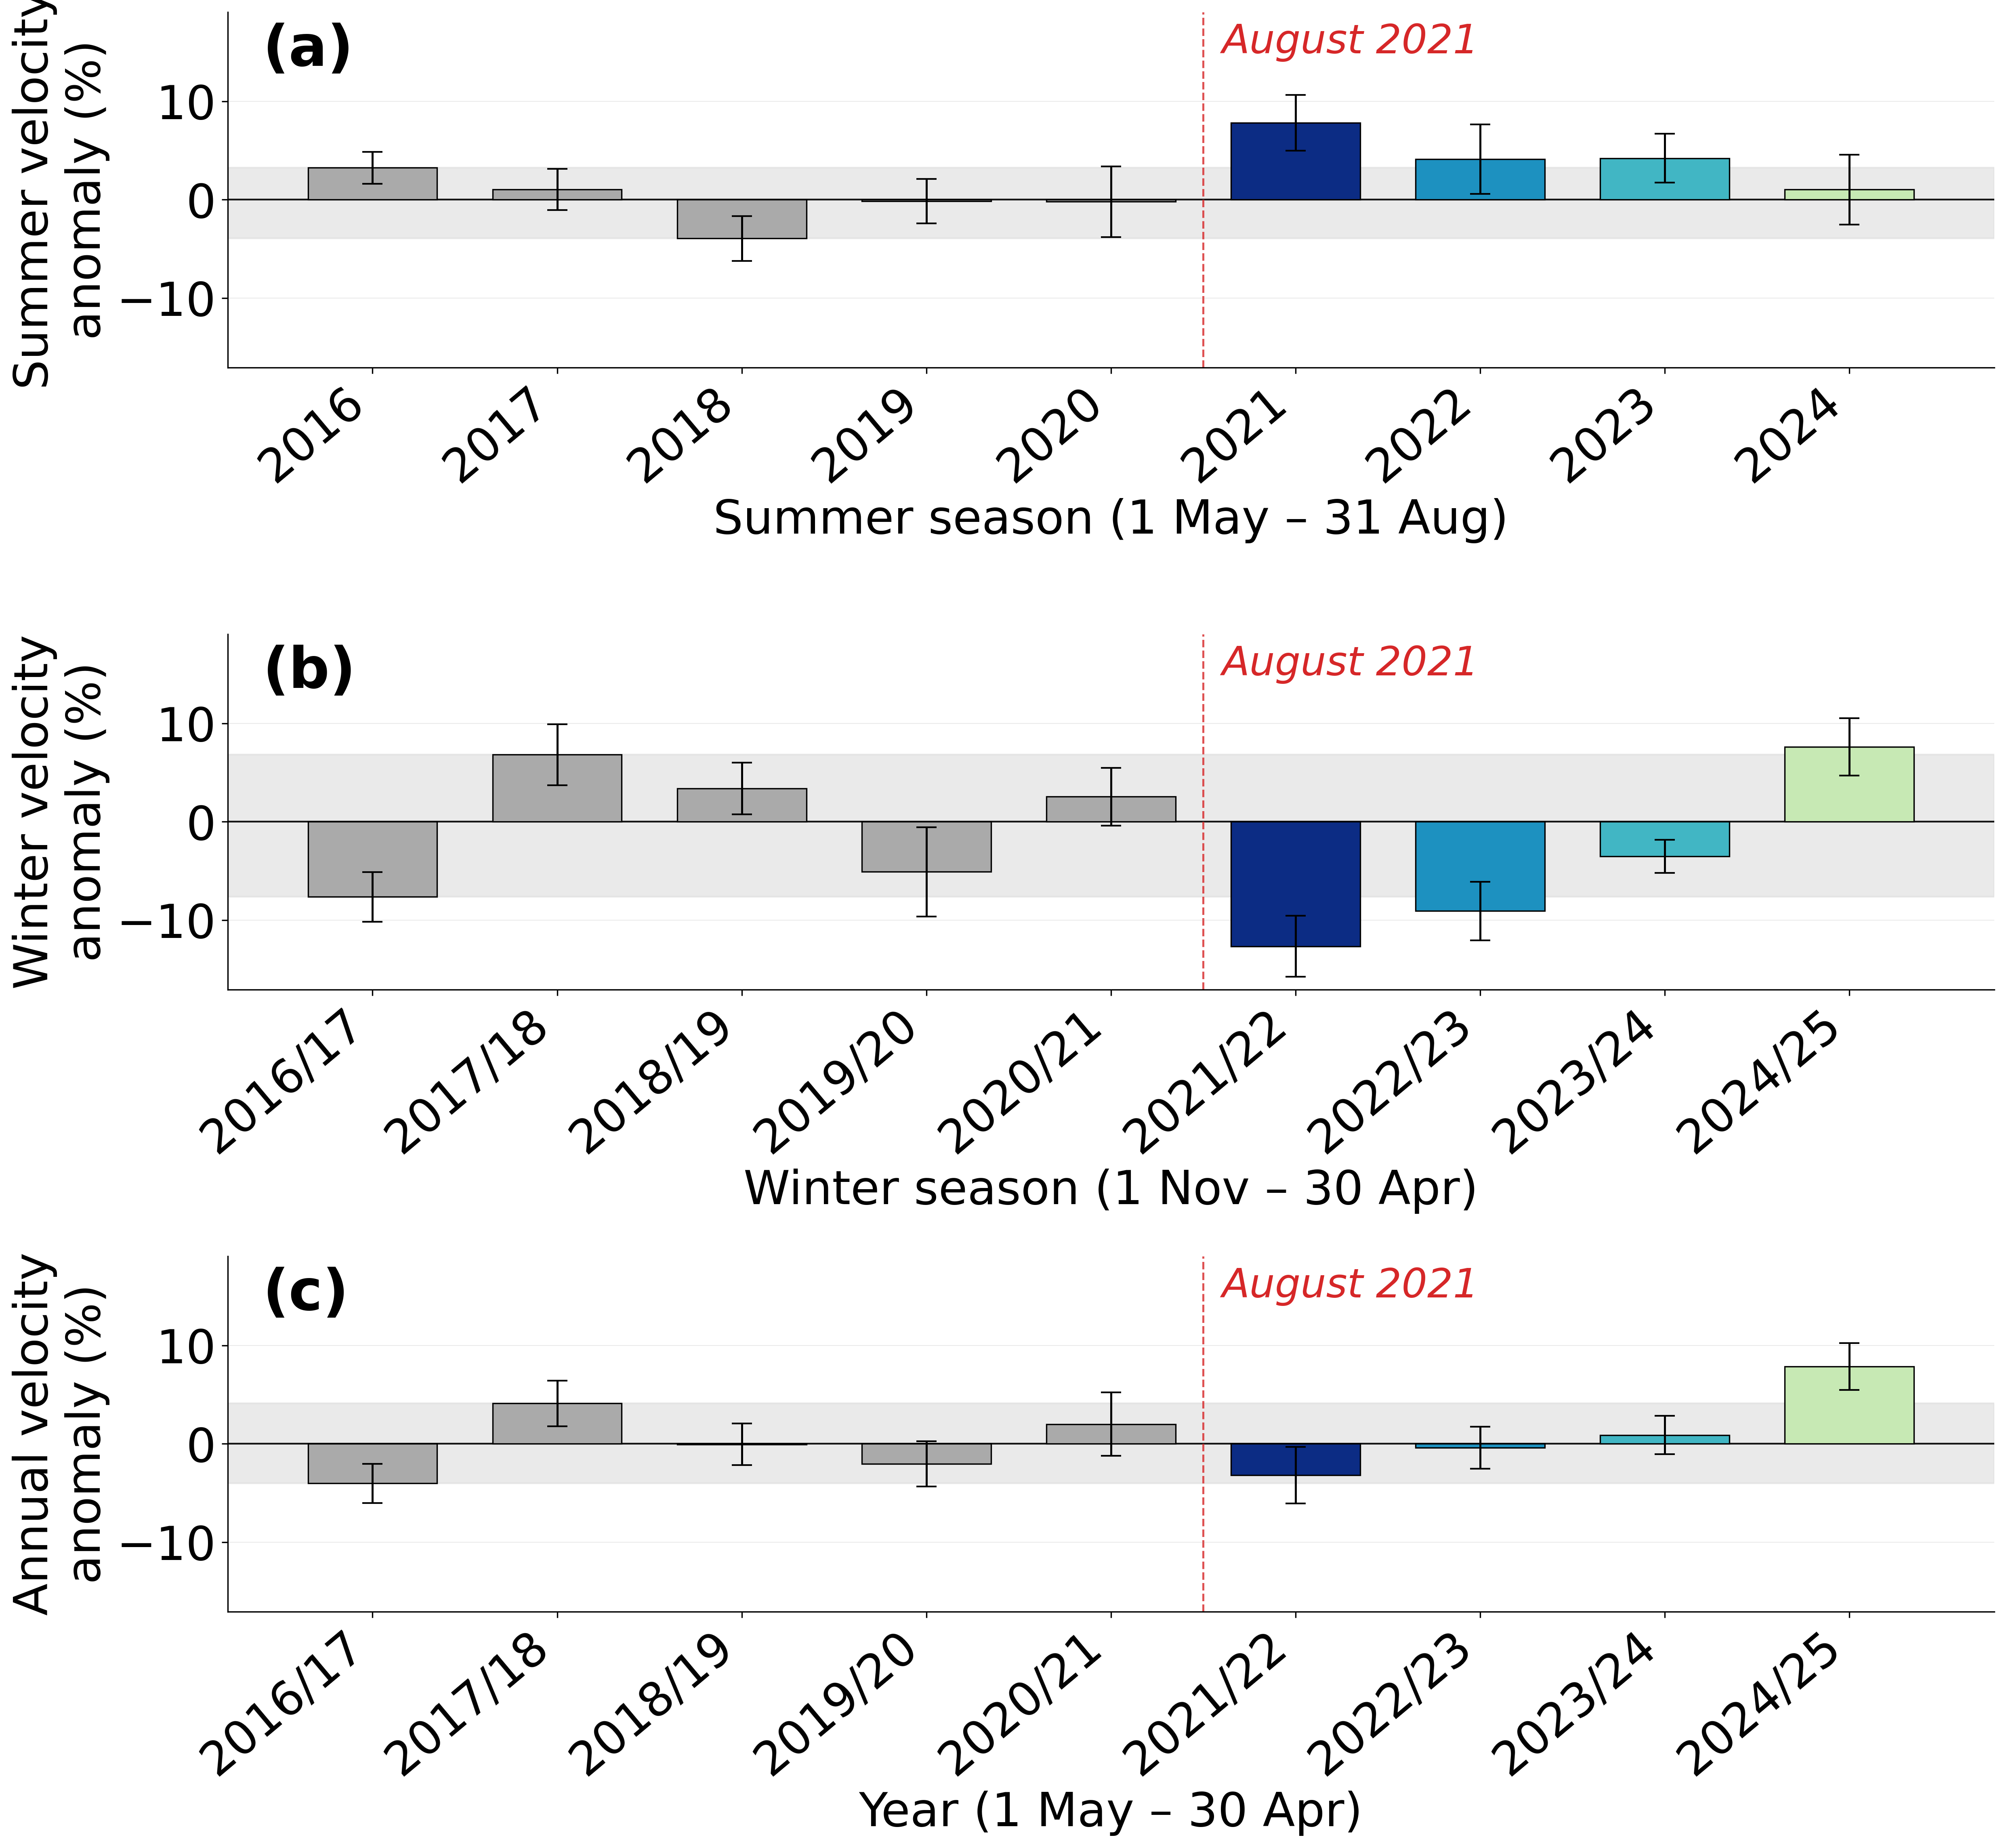 (a)
August 2021
Summer velocity
anomaly (%)
10
0
−10
2016
2017
2018
2019
2020
2021
2022
2023
2024
Summer season (1 May – 31 Aug)
(b)
August 2021
Winter velocity
anomaly (%)
10
0
−10
2016/17
2017/18
2018/19
2019/20
2020/21
2021/22
2022/23
2023/24
2024/25
Winter season (1 Nov – 30 Apr)
(c)
August 2021
Annual velocity
anomaly (%)
10
0
−10
2016/17
2017/18
2018/19
2019/20
2020/21
2021/22
2022/23
2023/24
2024/25
Year (1 May – 30 Apr)